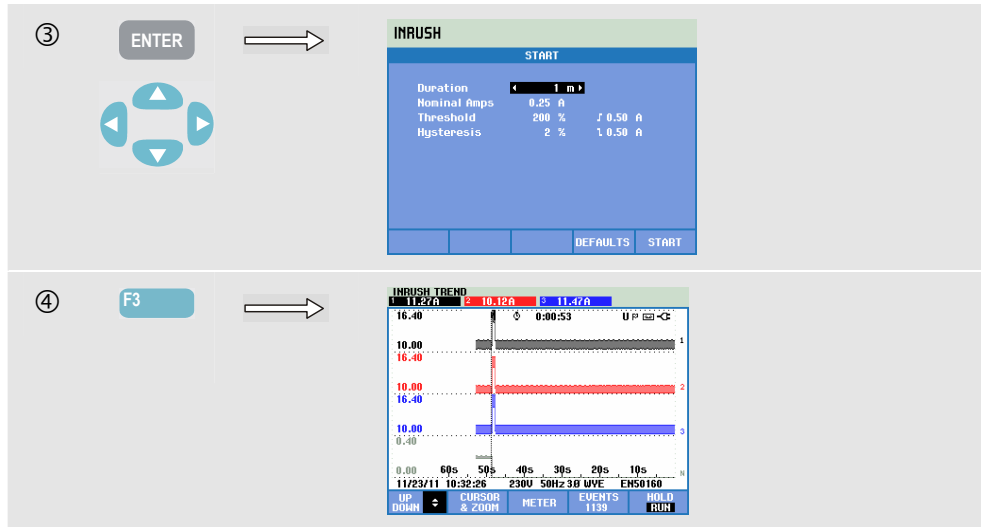 ③
ENTER
INRUSH
START
Duration 1 m
Nominal Amps 0.25 A
Threshold 200 % 0.50 A
Hysteresis 2 % 0.50 A
DEFAULTS START
④
F3
INRUSH TREND
1 11.27A 2 10.12A 3 11.47A
16.40 0:00:53 U
10.00 1
16.40
10.00 2
16.40
10.00 3
0.40
0.00 60s 50s 40s 30s 20s 10s N
11/23/11 10:32:26 230V 50Hz 3.0 WYE EN50160
UP DOWN CURSOR & ZOOM METER EVENTS 1139 HOLD RUN